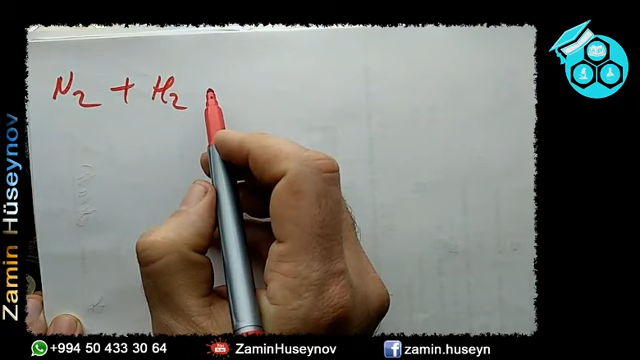 N2 + H2
Zamin Hüseynov
+994 50 433 30 64
ZaminHuseynov
zamin.huseyn